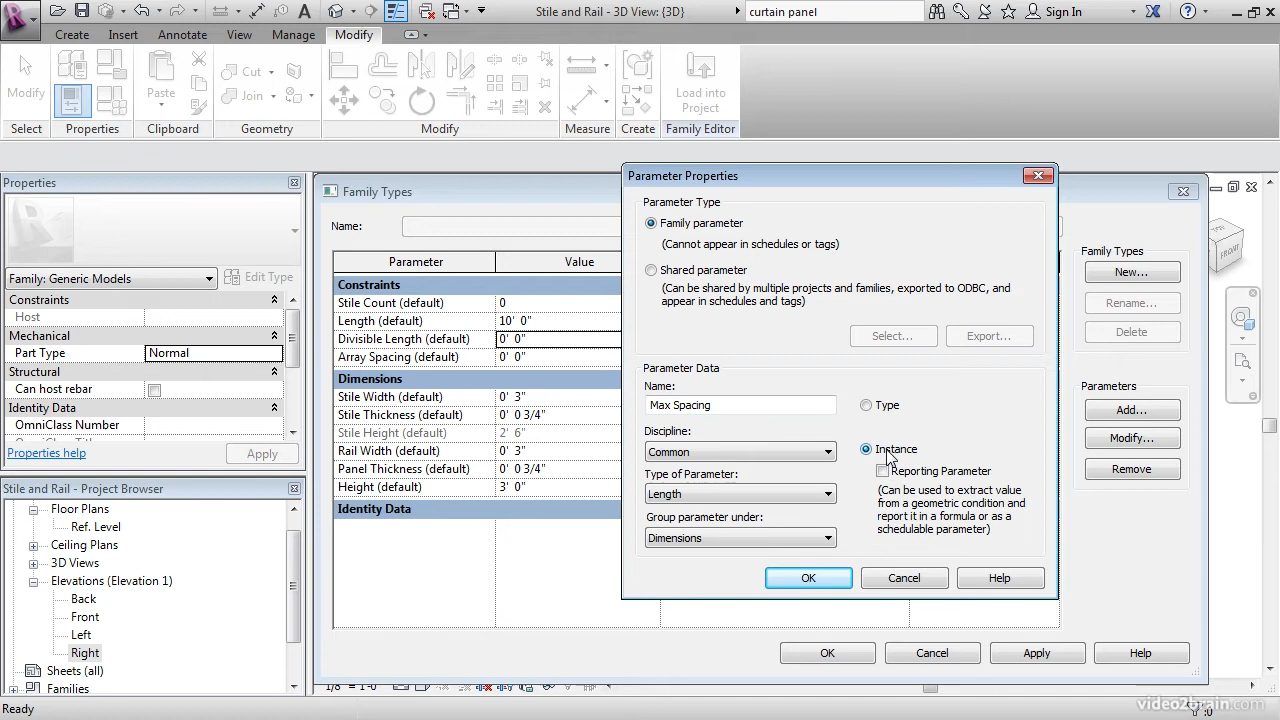 Stile and Rail - 3D View: {3D}
curtain panel
Sign In
Create Insert Annotate View Manage Modify
Modify
Paste
Cut
Join
Load into
Project
Select Properties Clipboard Geometry Modify Measure Create Family Editor
Properties
Family: Generic Models
Edit Type
Constraints
Host
Mechanical
Part Type Normal
Structural
Can host rebar
Identity Data
OmniClass Number
Properties help
Apply
Stile and Rail - Project Browser
Floor Plans
Ref. Level
Ceiling Plans
3D Views
Elevations (Elevation 1)
Back
Front
Left
Right
Sheets (all)
Families
Ready
Family Types
Name:
Parameter Value
Constraints
Stile Count (default) 0
Length (default) 10' 0"
Divisible Length (default) 0' 0"
Array Spacing (default) 0' 0"
Dimensions
Stile Width (default) 0' 3"
Stile Thickness (default) 0' 0 3/4"
Stile Height (default) 2' 6"
Rail Width (default) 0' 3"
Panel Thickness (default) 0' 0 3/4"
Height (default) 3' 0"
Identity Data
Parameter Properties
Parameter Type
Family parameter
(Cannot appear in schedules or tags)
Shared parameter
(Can be shared by multiple projects and families, exported to ODBC, and
appear in schedules and tags)
Select... Export...
Parameter Data
Name:
Max Spacing
Type
Discipline:
Common
Instance
Reporting Parameter
Type of Parameter:
Length
(Can be used to extract value
from a geometric condition and
report it in a formula or as a
schedulable parameter)
Group parameter under:
Dimensions
OK Cancel Help
Family Types
New...
Rename...
Delete
Parameters
Add...
Modify...
Remove
OK Cancel Apply Help
FRONT
1/8" = 1'-0"
:0
video2brain.com